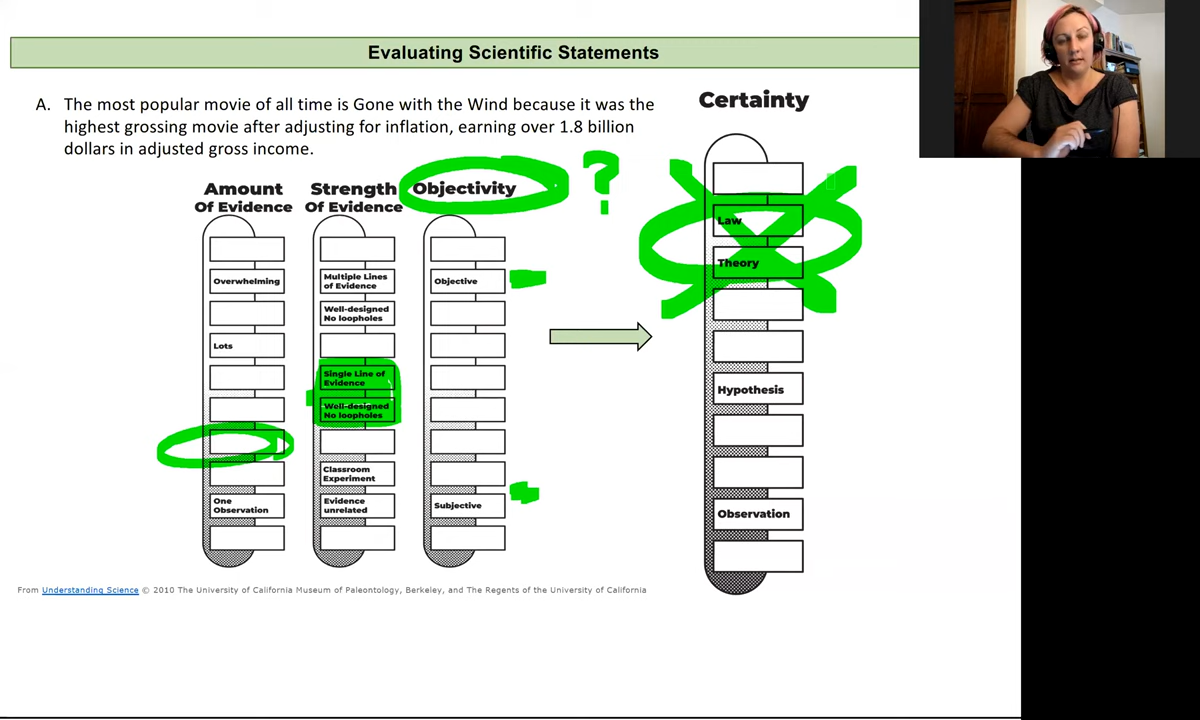 Evaluating Scientific Statements
A. The most popular movie of all time is Gone with the Wind because it was the
highest grossing movie after adjusting for inflation, earning over 1.8 billion
dollars in adjusted gross income.
Amount
Of Evidence
Overwhelming
Lots
One
Observation
Strength
Of Evidence
Multiple Lines
of Evidence
Well-designed
No loopholes
Single Line of
Evidence
Well-designed
No loopholes
Classroom
Experiment
Evidence
unrelated
Objectivity
Objective
Subjective
?
Certainty
Law
Theory
Hypothesis
Observation
From Understanding Science © 2010 The University of California Museum of Paleontology, Berkeley, and The Regents of the University of California